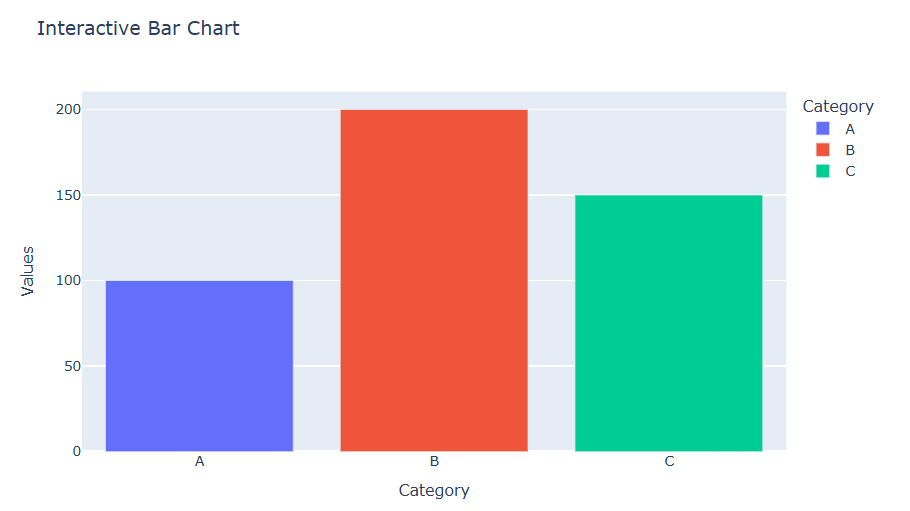 Interactive Bar Chart
Category
A
B
C
200
150
100
50
0
Values
A B C
Category